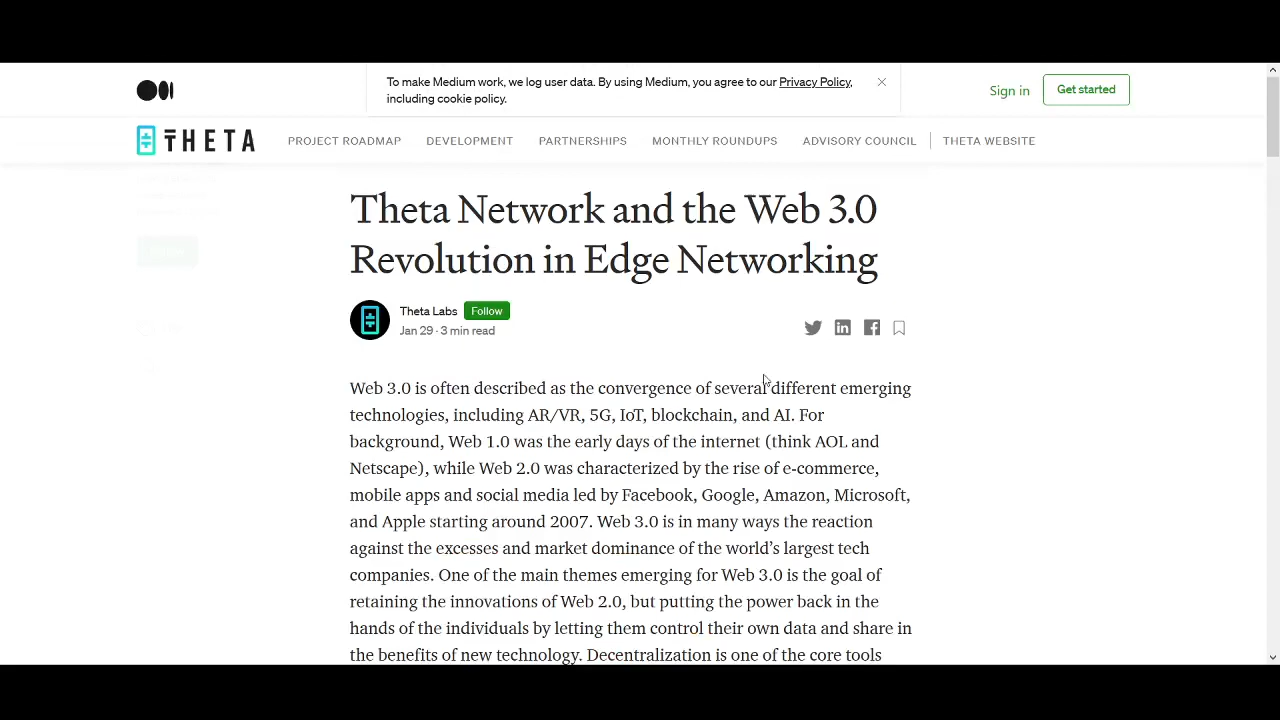 To make Medium work, we log user data. By using Medium, you agree to our Privacy Policy,
including cookie policy.
Sign in
Get started
THETA
PROJECT ROADMAP
DEVELOPMENT
PARTNERSHIPS
MONTHLY ROUNDUPS
ADVISORY COUNCIL
THETA WEBSITE
Theta Network and the Web 3.0
Revolution in Edge Networking
Theta Labs
Follow
Jan 29 · 3 min read
Web 3.0 is often described as the convergence of several different emerging
technologies, including AR/VR, 5G, IoT, blockchain, and AI. For
background, Web 1.0 was the early days of the internet (think AOL and
Netscape), while Web 2.0 was characterized by the rise of e-commerce,
mobile apps and social media led by Facebook, Google, Amazon, Microsoft,
and Apple starting around 2007. Web 3.0 is in many ways the reaction
against the excesses and market dominance of the world's largest tech
companies. One of the main themes emerging for Web 3.0 is the goal of
retaining the innovations of Web 2.0, but putting the power back in the
hands of the individuals by letting them control their own data and share in
the benefits of new technology. Decentralization is one of the core tools